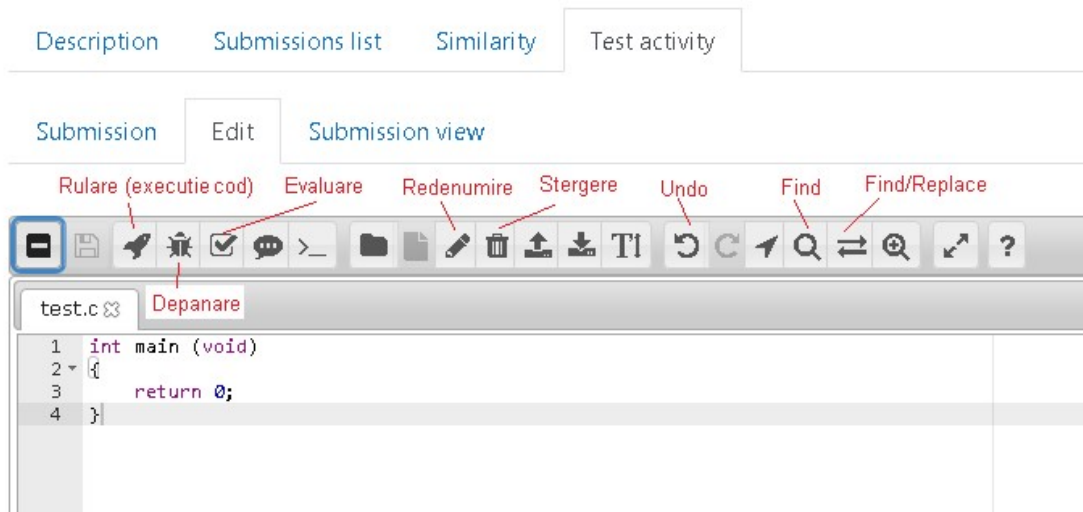 Description Submissions list Similarity Test activity
Submission Edit Submission view
Rulare (executie cod) Evaluare Redenumire Stergere Undo Find Find/Replace
>_ TI ?
test.c Depanare
1 int main (void)
2 {
3 return 0;
4 }